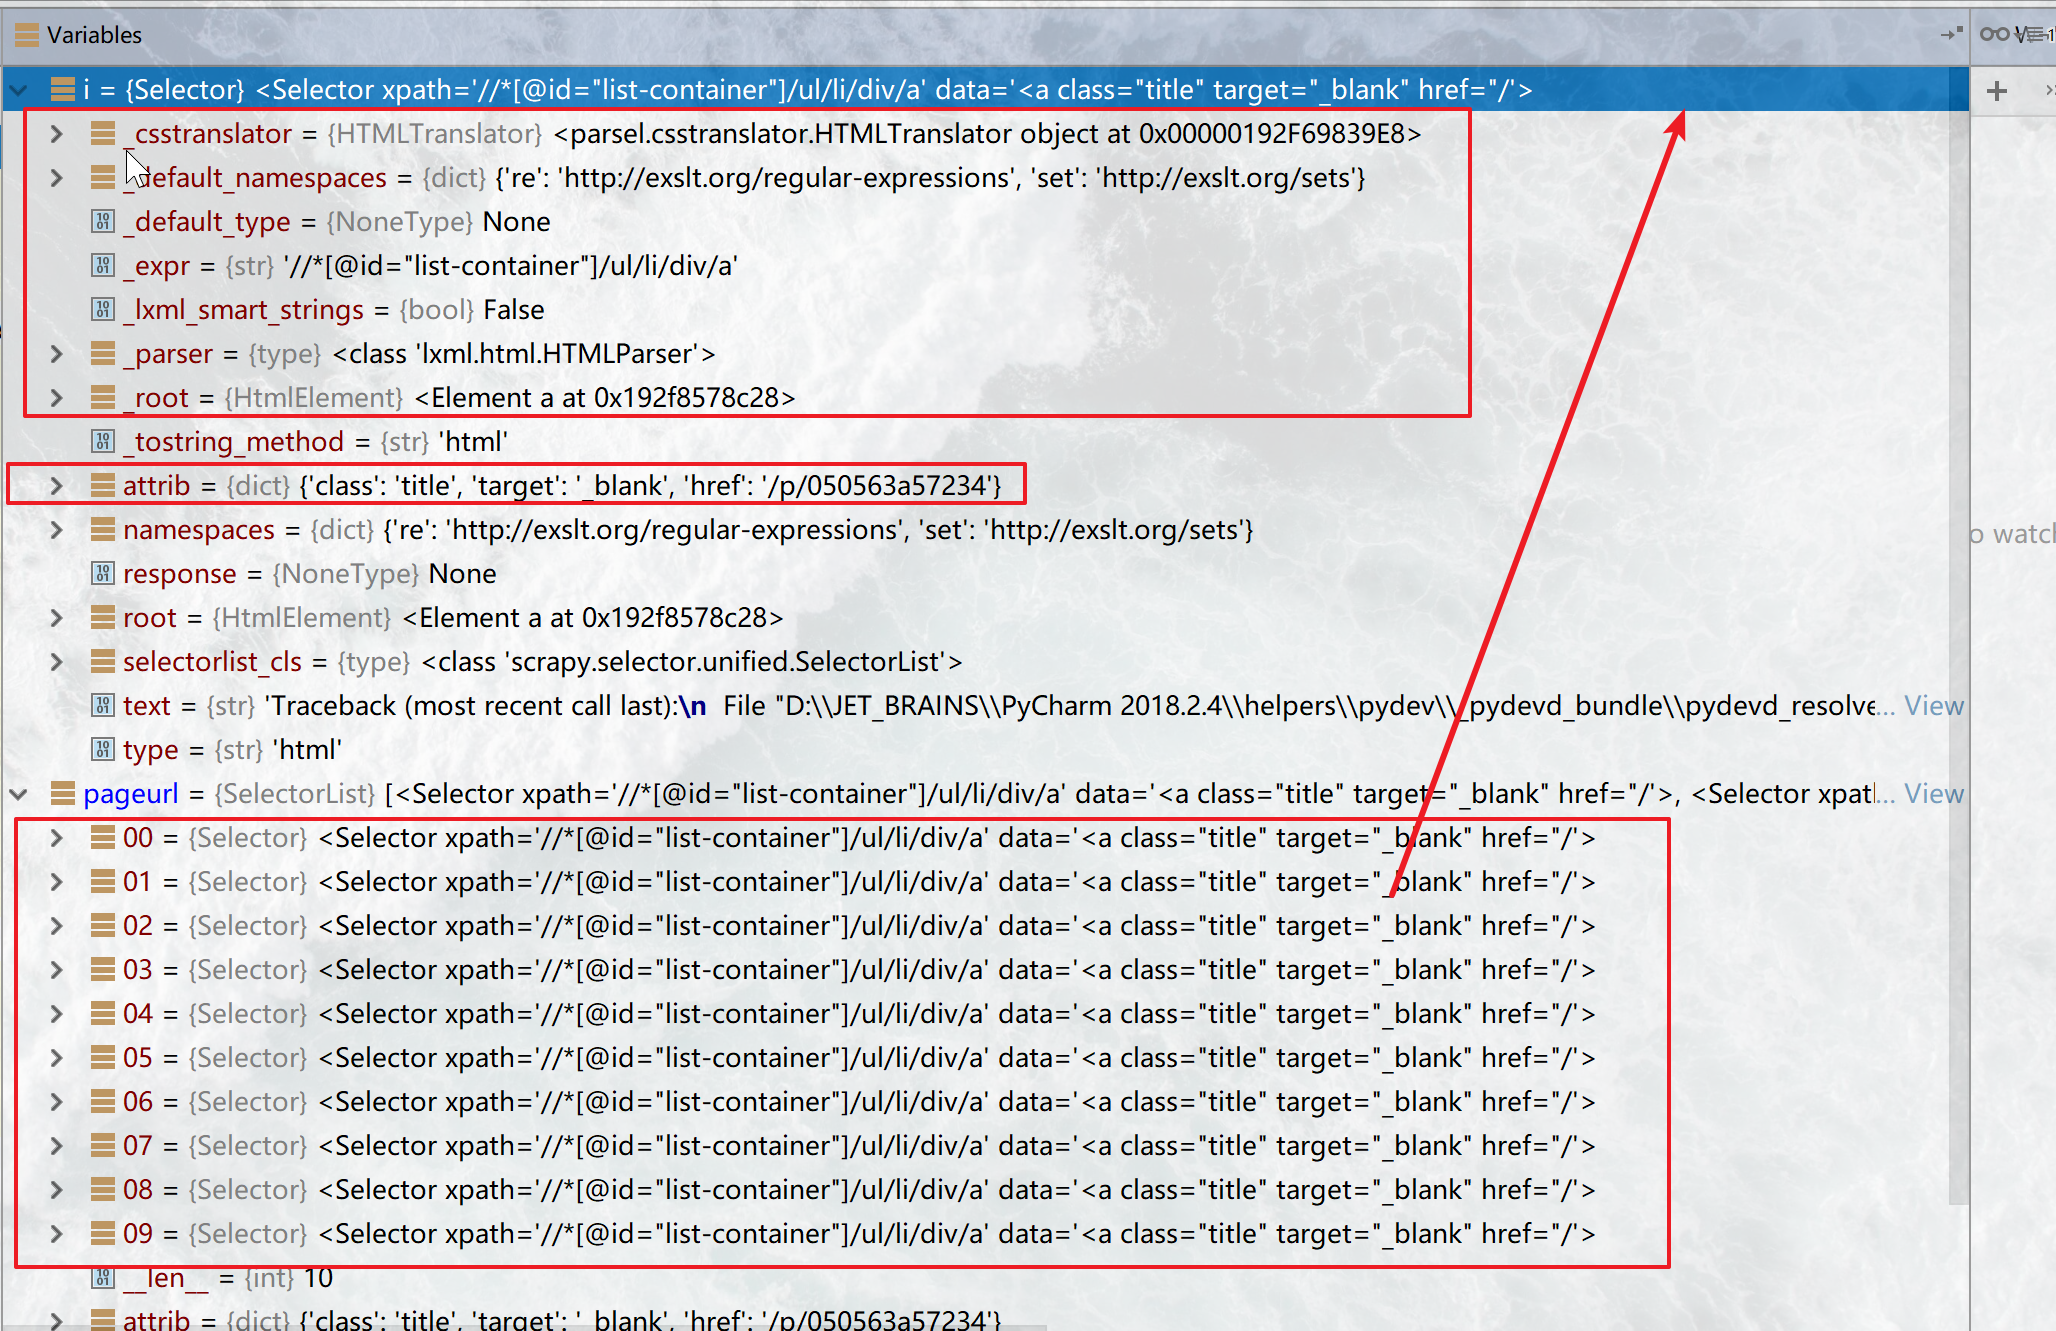 Variables
i = {Selector} <Selector xpath='//*[@id="list-container"]/ul/li/div/a' data='<a class="title" target="_blank" href="/'>
_csstranslator = {HTMLTranslator} <parsel.csstranslator.HTMLTranslator object at 0x00000192F69839E8>
_default_namespaces = {dict} {'re': 'http://exslt.org/regular-expressions', 'set': 'http://exslt.org/sets'}
_default_type = {NoneType} None
_expr = {str} '//*[@id="list-container"]/ul/li/div/a'
_lxml_smart_strings = {bool} False
_parser = {type} <class 'lxml.html.HTMLParser'>
_root = {HtmlElement} <Element a at 0x192f8578c28>
_tostring_method = {str} 'html'
attrib = {dict} {'class': 'title', 'target': '_blank', 'href': '/p/050563a57234'}
namespaces = {dict} {'re': 'http://exslt.org/regular-expressions', 'set': 'http://exslt.org/sets'}
o watch
response = {NoneType} None
root = {HtmlElement} <Element a at 0x192f8578c28>
selectorlist_cls = {type} <class 'scrapy.selector.unified.SelectorList'>
text = {str} 'Traceback (most recent call last):\n  File "D:\\JET_BRAINS\\PyCharm 2018.2.4\\helpers\\pydev\\_pydevd_bundle\\pydevd_resolve... View
type = {str} 'html'
pageurl = {SelectorList} [<Selector xpath='//*[@id="list-container"]/ul/li/div/a' data='<a class="title" target="_blank" href="/'>, <Selector xpat... View
00 = {Selector} <Selector xpath='//*[@id="list-container"]/ul/li/div/a' data='<a class="title" target="_blank" href="/'>
01 = {Selector} <Selector xpath='//*[@id="list-container"]/ul/li/div/a' data='<a class="title" target="_blank" href="/'>
02 = {Selector} <Selector xpath='//*[@id="list-container"]/ul/li/div/a' data='<a class="title" target="_blank" href="/'>
03 = {Selector} <Selector xpath='//*[@id="list-container"]/ul/li/div/a' data='<a class="title" target="_blank" href="/'>
04 = {Selector} <Selector xpath='//*[@id="list-container"]/ul/li/div/a' data='<a class="title" target="_blank" href="/'>
05 = {Selector} <Selector xpath='//*[@id="list-container"]/ul/li/div/a' data='<a class="title" target="_blank" href="/'>
06 = {Selector} <Selector xpath='//*[@id="list-container"]/ul/li/div/a' data='<a class="title" target="_blank" href="/'>
07 = {Selector} <Selector xpath='//*[@id="list-container"]/ul/li/div/a' data='<a class="title" target="_blank" href="/'>
08 = {Selector} <Selector xpath='//*[@id="list-container"]/ul/li/div/a' data='<a class="title" target="_blank" href="/'>
09 = {Selector} <Selector xpath='//*[@id="list-container"]/ul/li/div/a' data='<a class="title" target="_blank" href="/'>
__len__ = {int} 10
attrib = {dict} {'class': 'title', 'target': '_blank', 'href': '/p/050563a57234'}